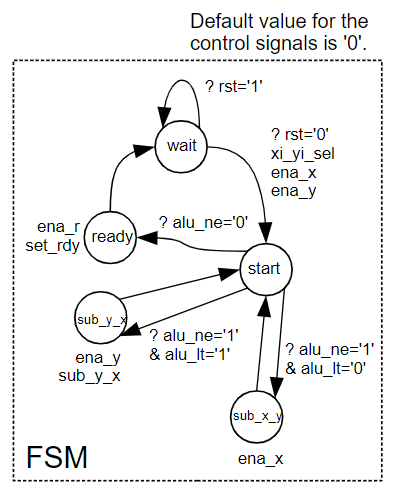 Default value for the
control signals is '0'.
? rst='1'
wait
? rst='0'
xi_yi_sel
ena_x
ena_y
ena_r
set_rdy
ready
? alu_ne='0'
start
sub_y_x
ena_y
sub_y_x
? alu_ne='1'
& alu_lt='1'
? alu_ne='1'
& alu_lt='0'
sub_x_y
ena_x
FSM